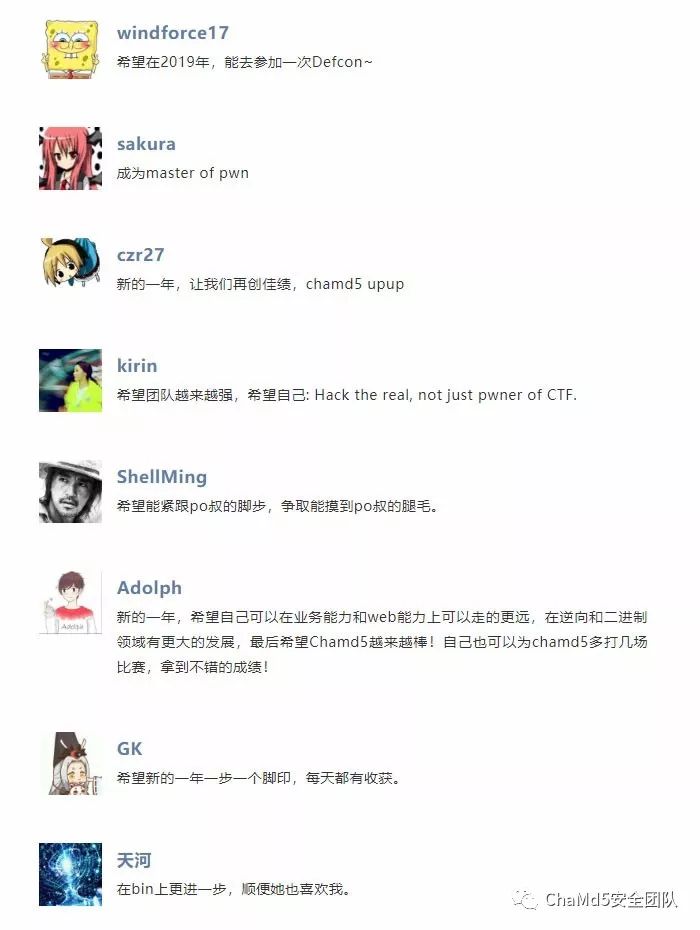 windforce17
希望在2019年，能去参加一次Defcon~
sakura
成为master of pwn
czr27
新的一年，让我们再创佳绩，chamd5 upup
kirin
希望团队越来越强，希望自己: Hack the real, not just pwner of CTF.
ShellMing
希望能紧跟po叔的脚步，争取能摸到po叔的腿毛。
Adolph
Adolph
新的一年，希望自己可以在业务能力和web能力上可以走的更远，在逆向和二进制
领域有更大的发展，最后希望Chamd5越来越棒！自己也可以为chamd5多打几场
比赛，拿到不错的成绩！
GK
希望新的一年一步一个脚印，每天都有收获。
天河
在bin上更进一步，顺便她也喜欢我。
ChaMd5安全团队